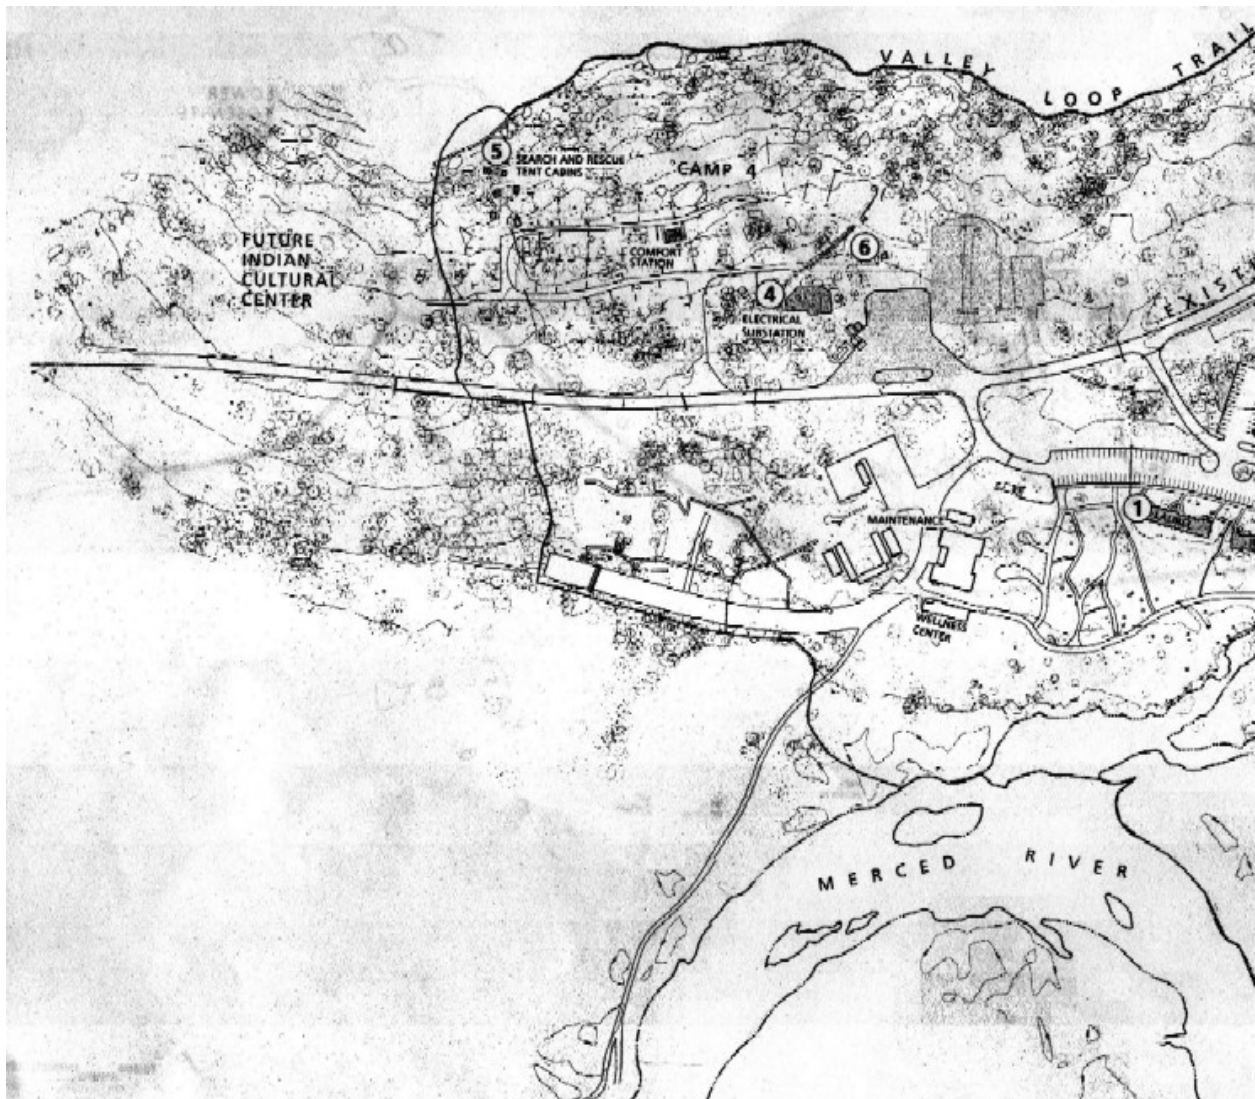 VALLEY LOOP TRAIL
5
SEARCH AND RESCUE
TENT CABINS
CAMP 4
FUTURE
INDIAN
CULTURAL
CENTER
COMFORT
STATION
6
4
ELECTRICAL
SUBSTATION
MAINTENANCE
1
WELLNESS
CENTER
MERCED RIVER